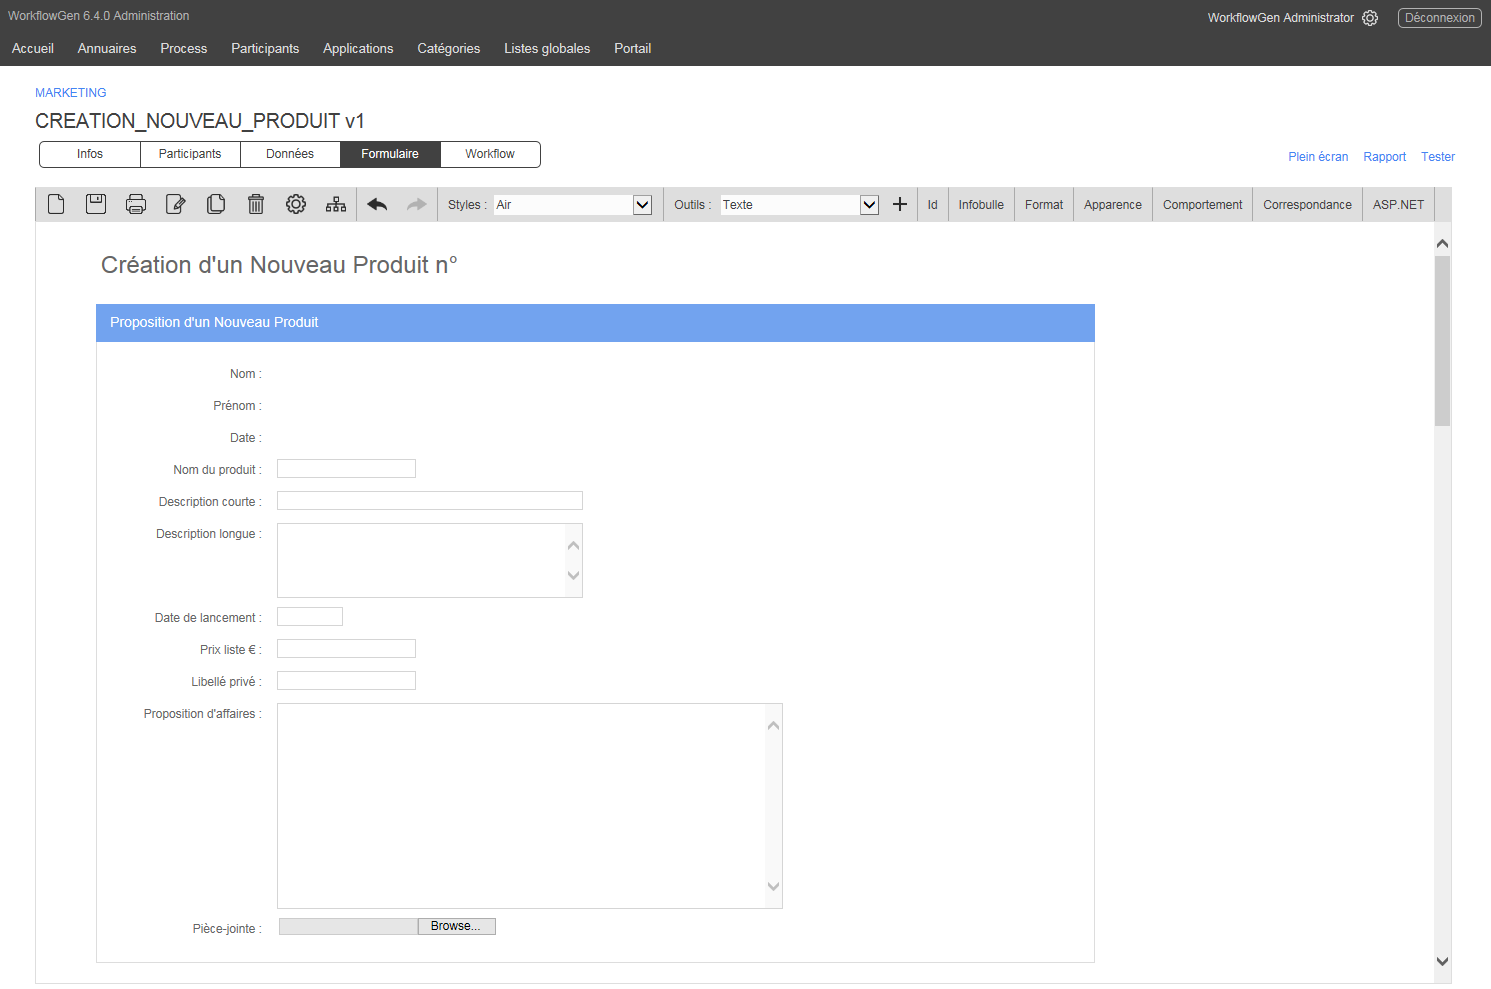 WorkflowGen 6.4.0 Administration
WorkflowGen Administrator Déconnexion
Accueil Annuaires Process Participants Applications Catégories Listes globales Portail
MARKETING
CREATION_NOUVEAU_PRODUIT v1
Infos Participants Données Formulaire Workflow
Plein écran Rapport Tester
Styles : Air Outils : Texte Id Infobulle Format Apparence Comportement Correspondance ASP.NET
Création d'un Nouveau Produit n°
Proposition d'un Nouveau Produit
Nom :
Prénom :
Date :
Nom du produit :
Description courte :
Description longue :
Date de lancement :
Prix liste € :
Libellé privé :
Proposition d'affaires :
Pièce-jointe : Browse...